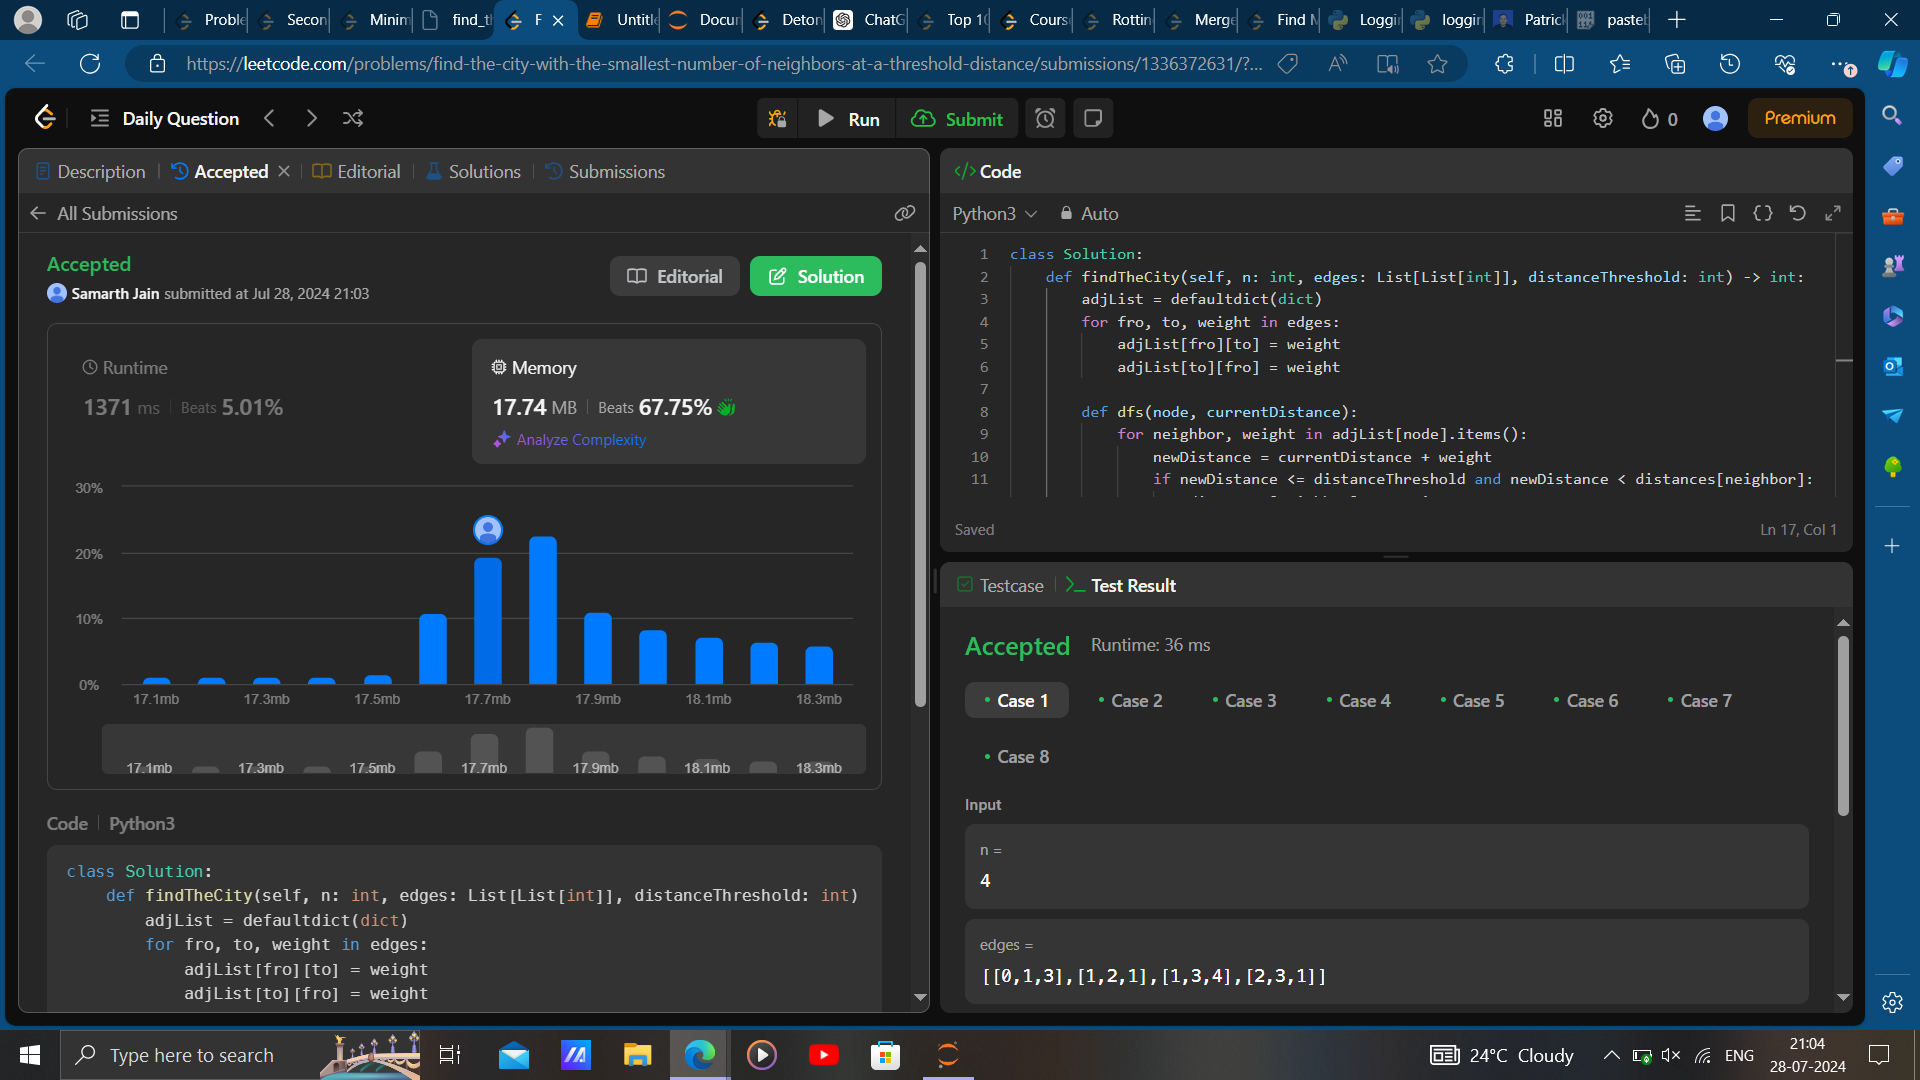 Proble
Secon
Minim
find_th
F
Untitle
Docum
Deton
ChatG
Top 10
Course
Rottin
Merge
Find M
Loggi
loggin
Patrick
pasteb
https://leetcode.com/problems/find-the-city-with-the-smallest-number-of-neighbors-at-a-threshold-distance/submissions/1336372631/?...
Daily Question
Run
Submit
0
Premium
Description
Accepted
Editorial
Solutions
Submissions
All Submissions
Accepted
Samarth Jain submitted at Jul 28, 2024 21:03
Editorial
Solution
Runtime
1371 ms Beats 5.01%
Memory
17.74 MB Beats 67.75%
Analyze Complexity
30%
20%
10%
0%
17.1mb 17.3mb 17.5mb 17.7mb 17.9mb 18.1mb 18.3mb
17.1mb 17.3mb 17.5mb 17.7mb 17.9mb 18.1mb 18.3mb
Code Python3
class Solution:
def findTheCity(self, n: int, edges: List[List[int]], distanceThreshold: int)
adjList = defaultdict(dict)
for fro, to, weight in edges:
adjList[fro][to] = weight
adjList[to][fro] = weight
</> Code
Python3 Auto
1 class Solution:
2 def findTheCity(self, n: int, edges: List[List[int]], distanceThreshold: int) -> int:
3 adjList = defaultdict(dict)
4 for fro, to, weight in edges:
5 adjList[fro][to] = weight
6 adjList[to][fro] = weight
7
8 def dfs(node, currentDistance):
9 for neighbor, weight in adjList[node].items():
10 newDistance = currentDistance + weight
11 if newDistance <= distanceThreshold and newDistance < distances[neighbor]:
Saved
Ln 17, Col 1
Testcase
Test Result
Accepted Runtime: 36 ms
Case 1
Case 2
Case 3
Case 4
Case 5
Case 6
Case 7
Case 8
Input
n =
4
edges =
[[0,1,3],[1,2,1],[1,3,4],[2,3,1]]
Type here to search
24°C Cloudy
ENG
21:04
28-07-2024